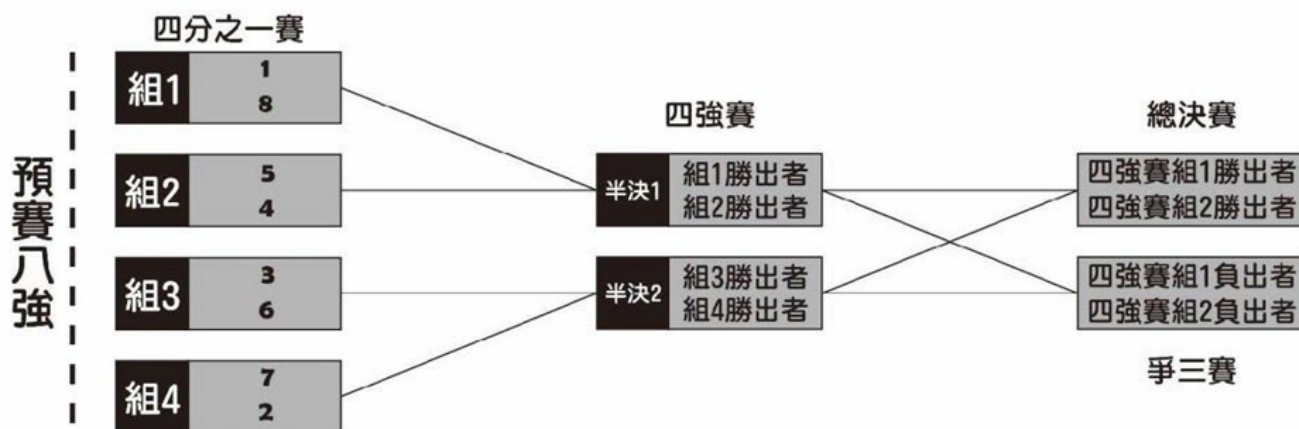 四分之一賽
預賽八強
組1
1
8
組2
5
4
組3
3
6
組4
7
2
四強賽
半決1
組1勝出者
組2勝出者
半決2
組3勝出者
組4勝出者
總決賽
四強賽組1勝出者
四強賽組2勝出者
四強賽組1負出者
四強賽組2負出者
爭三賽